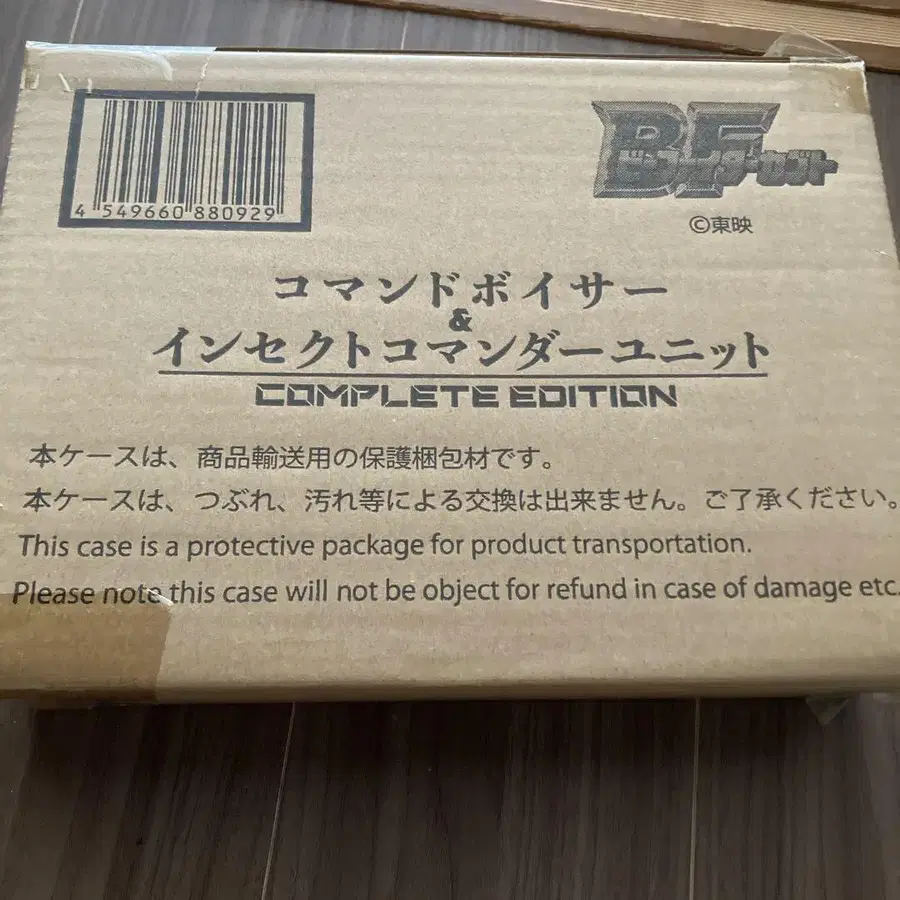 4 549660 880929
BF
ビーファイターカブト
©東映
コマンドボイサー
&
インセクトコマンダーユニット
COMPLETE EDITION
本ケースは、商品輸送用の保護梱包材です。
本ケースは、つぶれ、汚れ等による交換は出来ません。ご了承ください。
This case is a protective package for product transportation.
Please note this case will not be object for refund in case of damage etc.